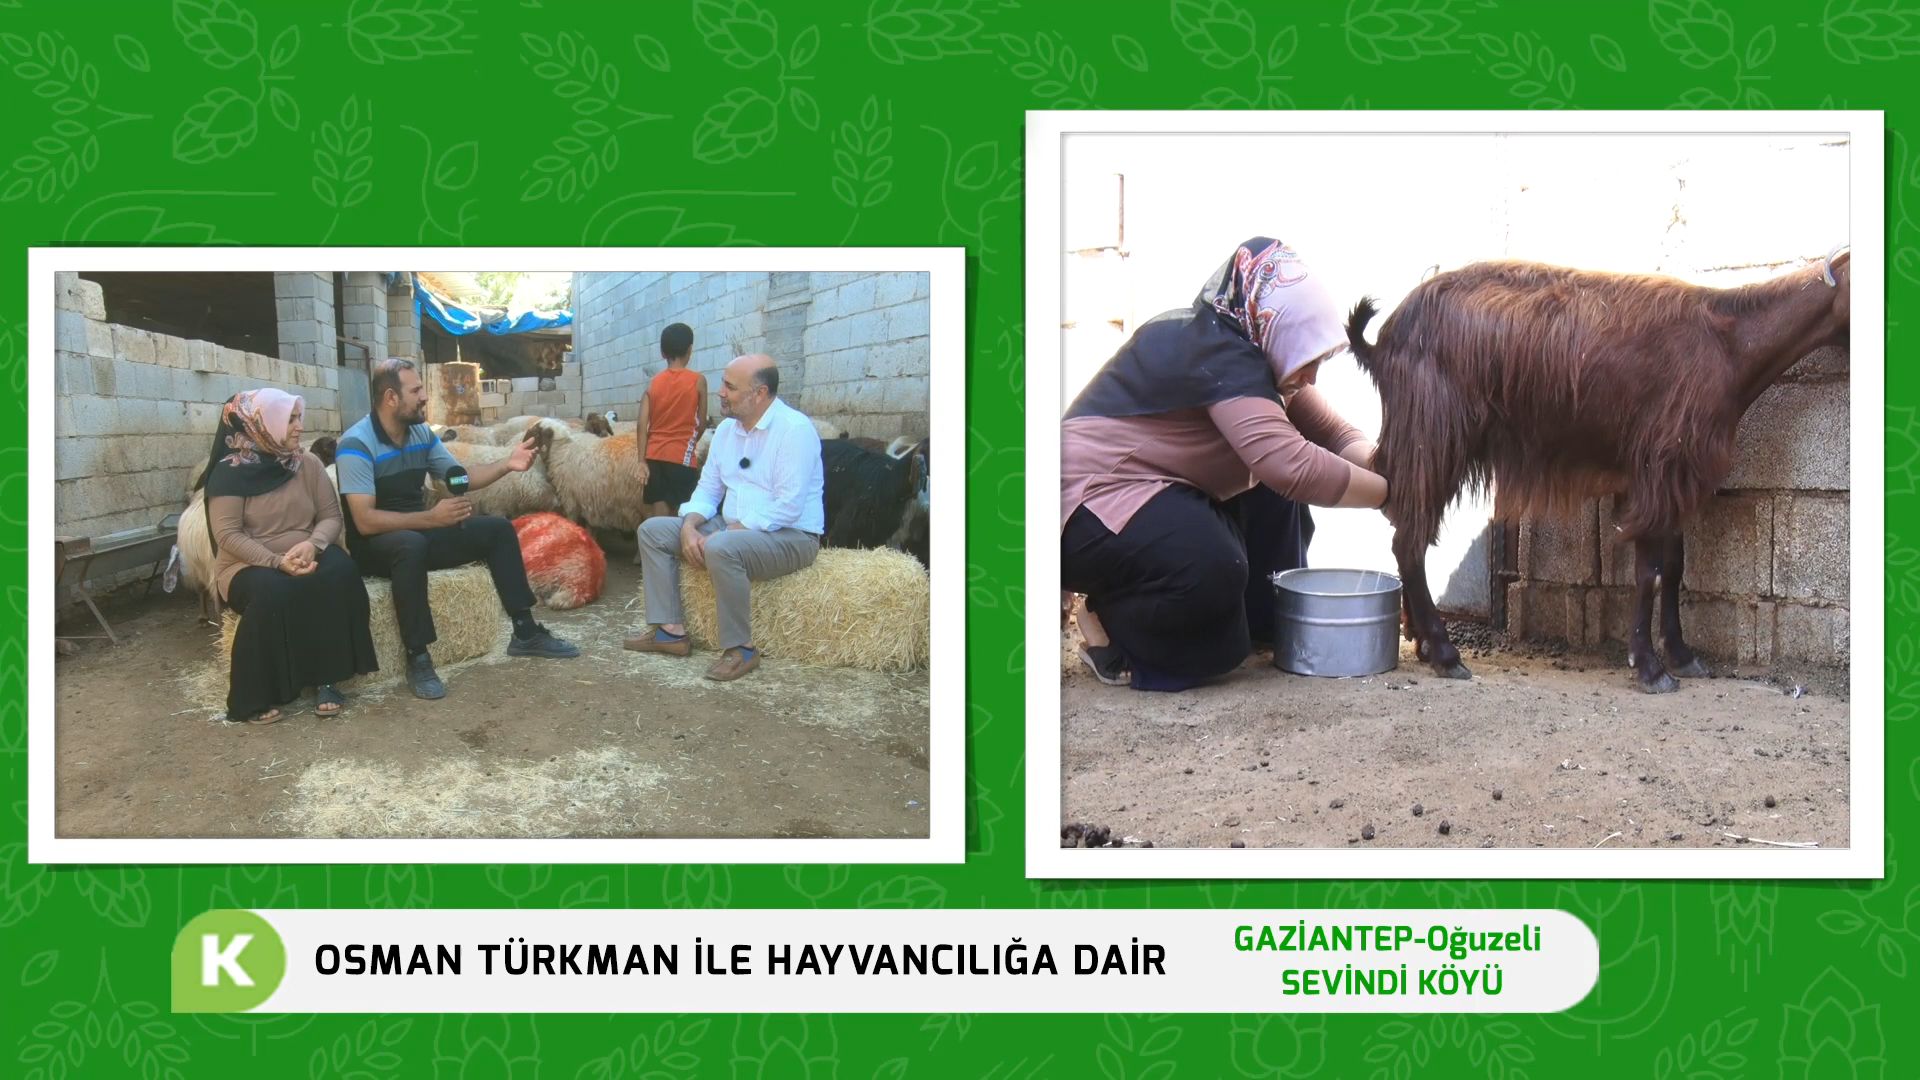 K
OSMAN TÜRKMAN İLE HAYVANCILIĞA DAİR
GAZİANTEP-Oğuzeli
SEVİNDİ KÖYÜ